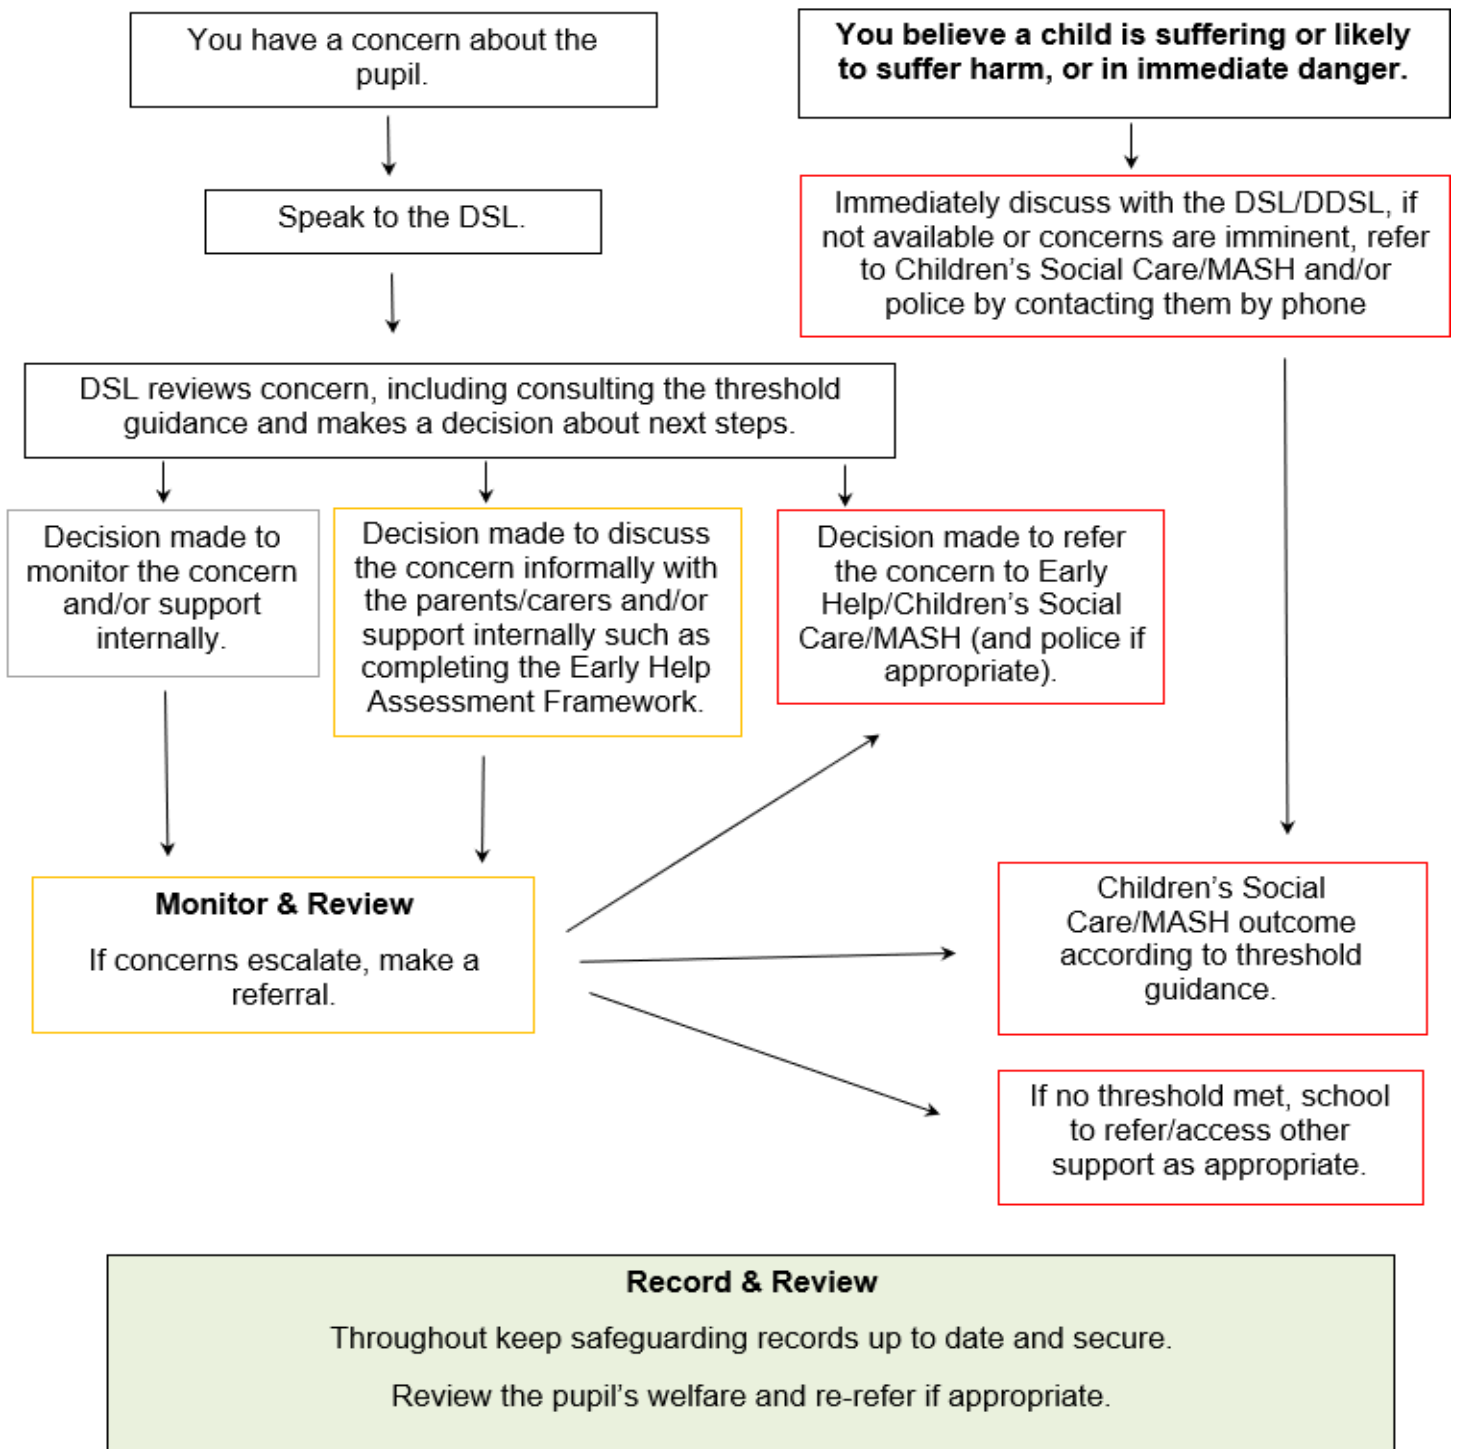 You have a concern about the
pupil.
You believe a child is suffering or likely
to suffer harm, or in immediate danger.
Speak to the DSL.
Immediately discuss with the DSL/DDSL, if
not available or concerns are imminent, refer
to Children’s Social Care/MASH and/or
police by contacting them by phone
DSL reviews concern, including consulting the threshold
guidance and makes a decision about next steps.
Decision made to
monitor the concern
and/or support
internally.
Decision made to discuss
the concern informally with
the parents/carers and/or
support internally such as
completing the Early Help
Assessment Framework.
Decision made to refer
the concern to Early
Help/Children’s Social
Care/MASH (and police if
appropriate).
Monitor & Review
If concerns escalate, make a
referral.
Children’s Social
Care/MASH outcome
according to threshold
guidance.
If no threshold met, school
to refer/access other
support as appropriate.
Record & Review
Throughout keep safeguarding records up to date and secure.
Review the pupil’s welfare and re-refer if appropriate.